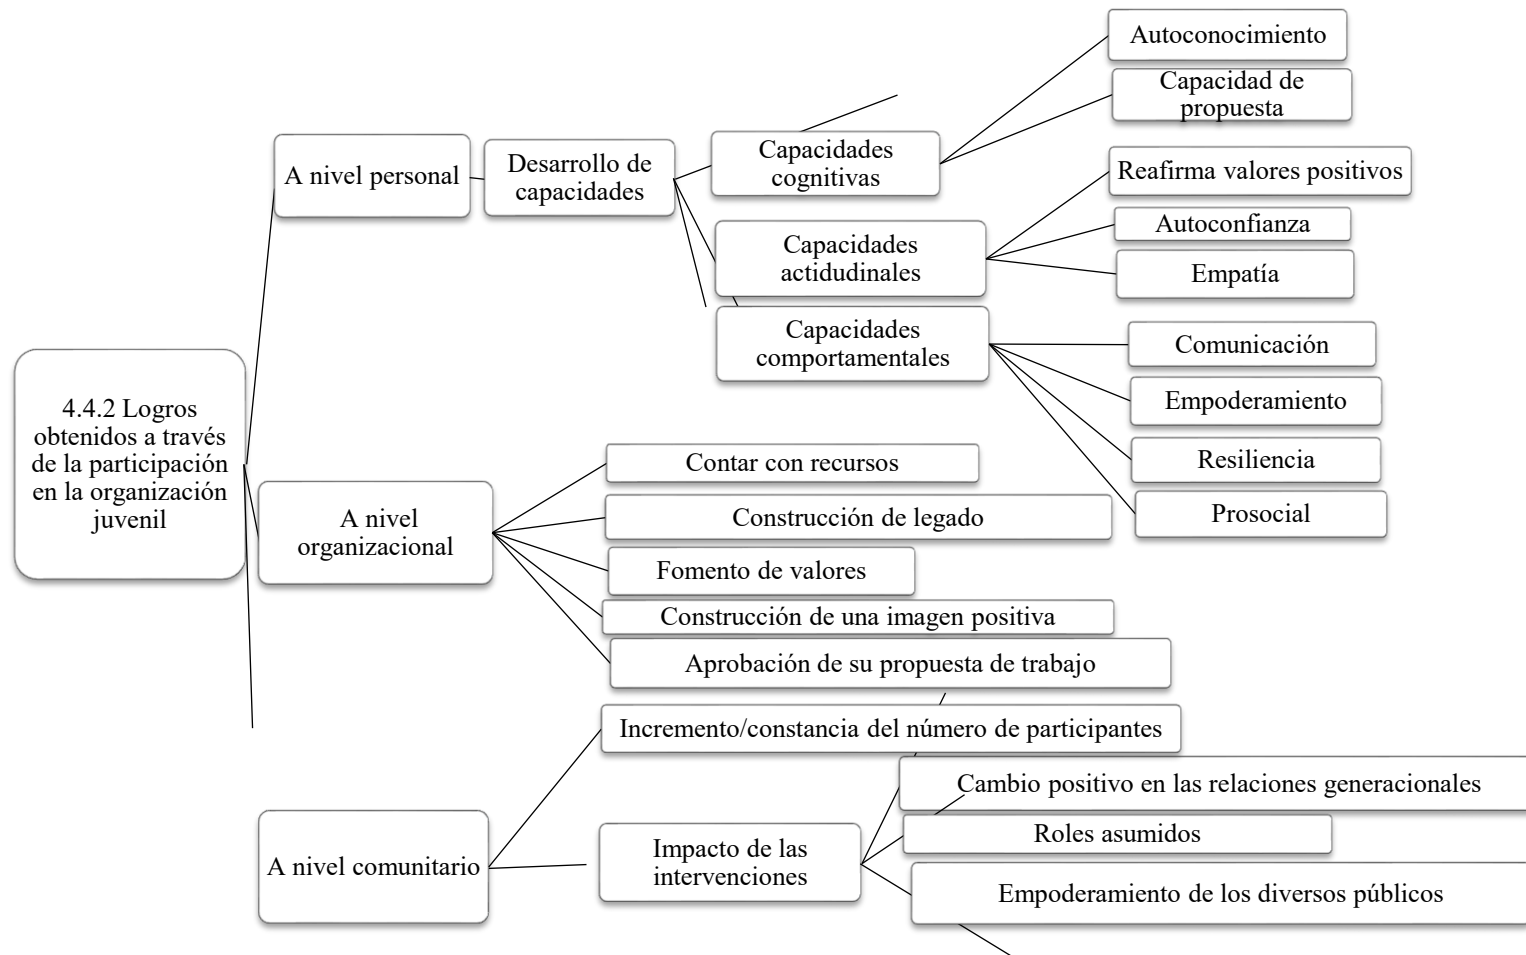 Autoconocimiento
Capacidad de
propuesta
A nivel personal
Desarrollo de
capacidades
Capacidades
cognitivas
Reafirma valores positivos
Autoconfianza
Empatía
Capacidades
actidudinales
Capacidades
comportamentales
Comunicación
Empoderamiento
Resiliencia
Prosocial
4.4.2 Logros
obtenidos a través
de la participación
en la organización
juvenil
A nivel
organizacional
Contar con recursos
Construcción de legado
Fomento de valores
Construcción de una imagen positiva
Aprobación de su propuesta de trabajo
A nivel comunitario
Incremento/constancia del número de participantes
Impacto de las
intervenciones
Cambio positivo en las relaciones generacionales
Roles asumidos
Empoderamiento de los diversos públicos